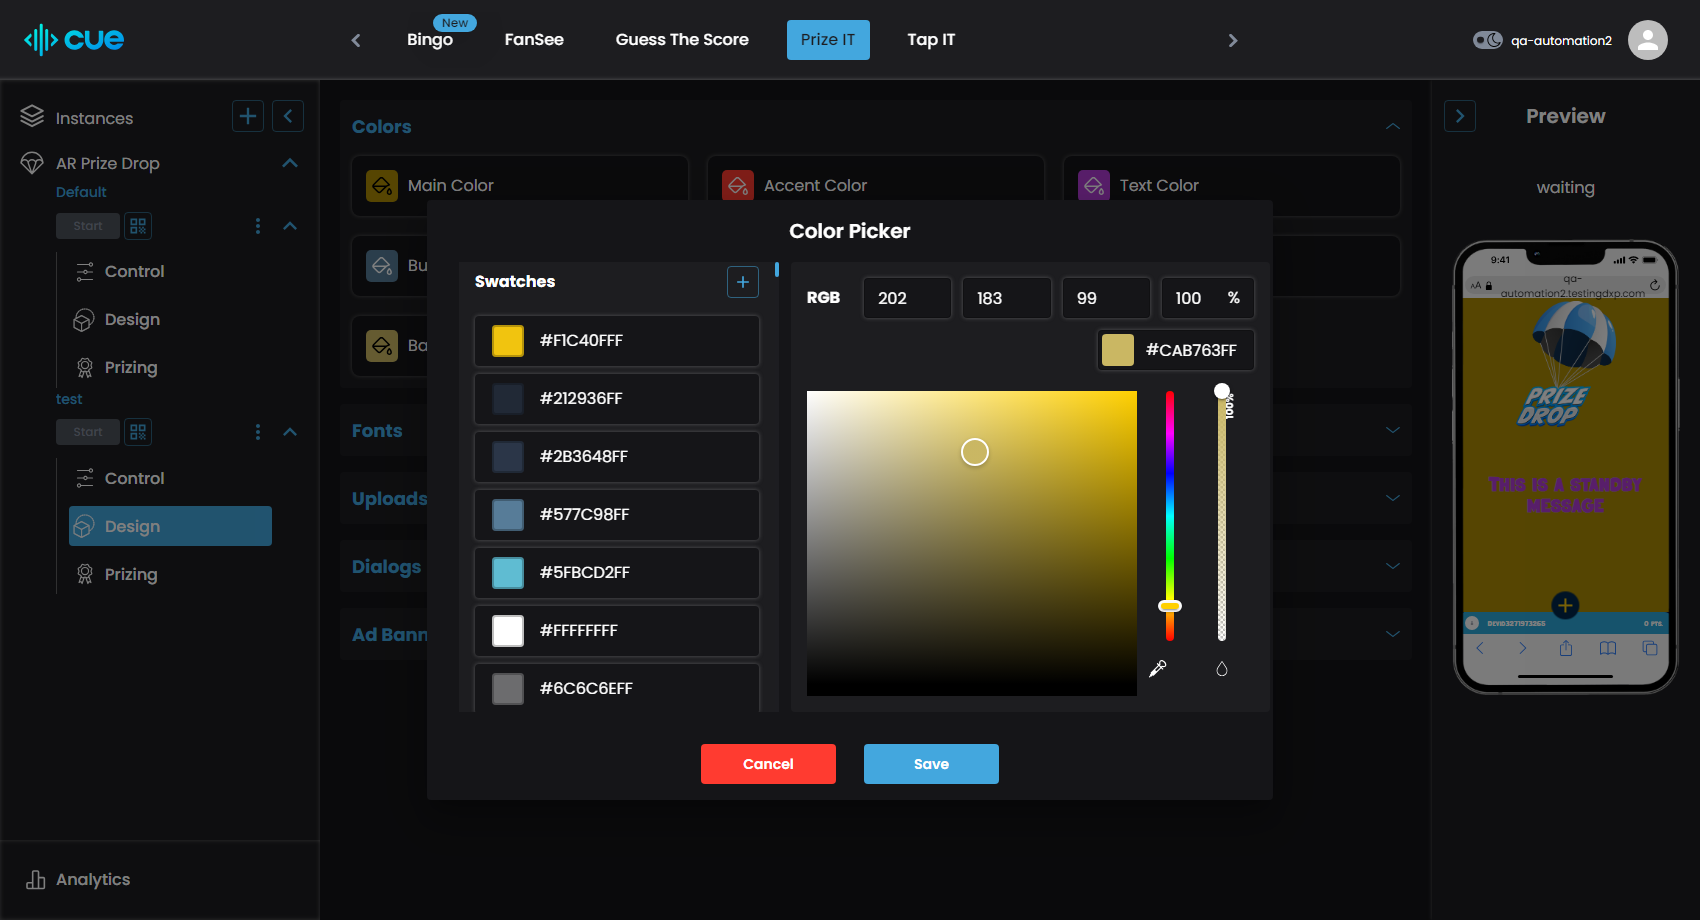 cue
New
Bingo
FanSee
Guess The Score
Prize IT
Tap IT
qa-automation2
Instances
AR Prize Drop
Default
Start
Control
Design
Prizing
test
Start
Control
Design
Prizing
Analytics
Colors
Main Color
Accent Color
Text Color
Bu
Ba
Fonts
Uploads
Dialogs
Ad Bann
Color Picker
Swatches
#F1C40FFF
#212936FF
#2B3648FF
#577C98FF
#5FBCD2FF
#FFFFFFFF
#6C6C6EFF
RGB
202
183
99
100 %
#CAB763FF
100%
Cancel
Save
Preview
waiting
9:41
AA
qa-
automation2.testingdxp.com
PRIZE
DROP
THIS IS A STANDBY
MESSAGE
0 PTS.